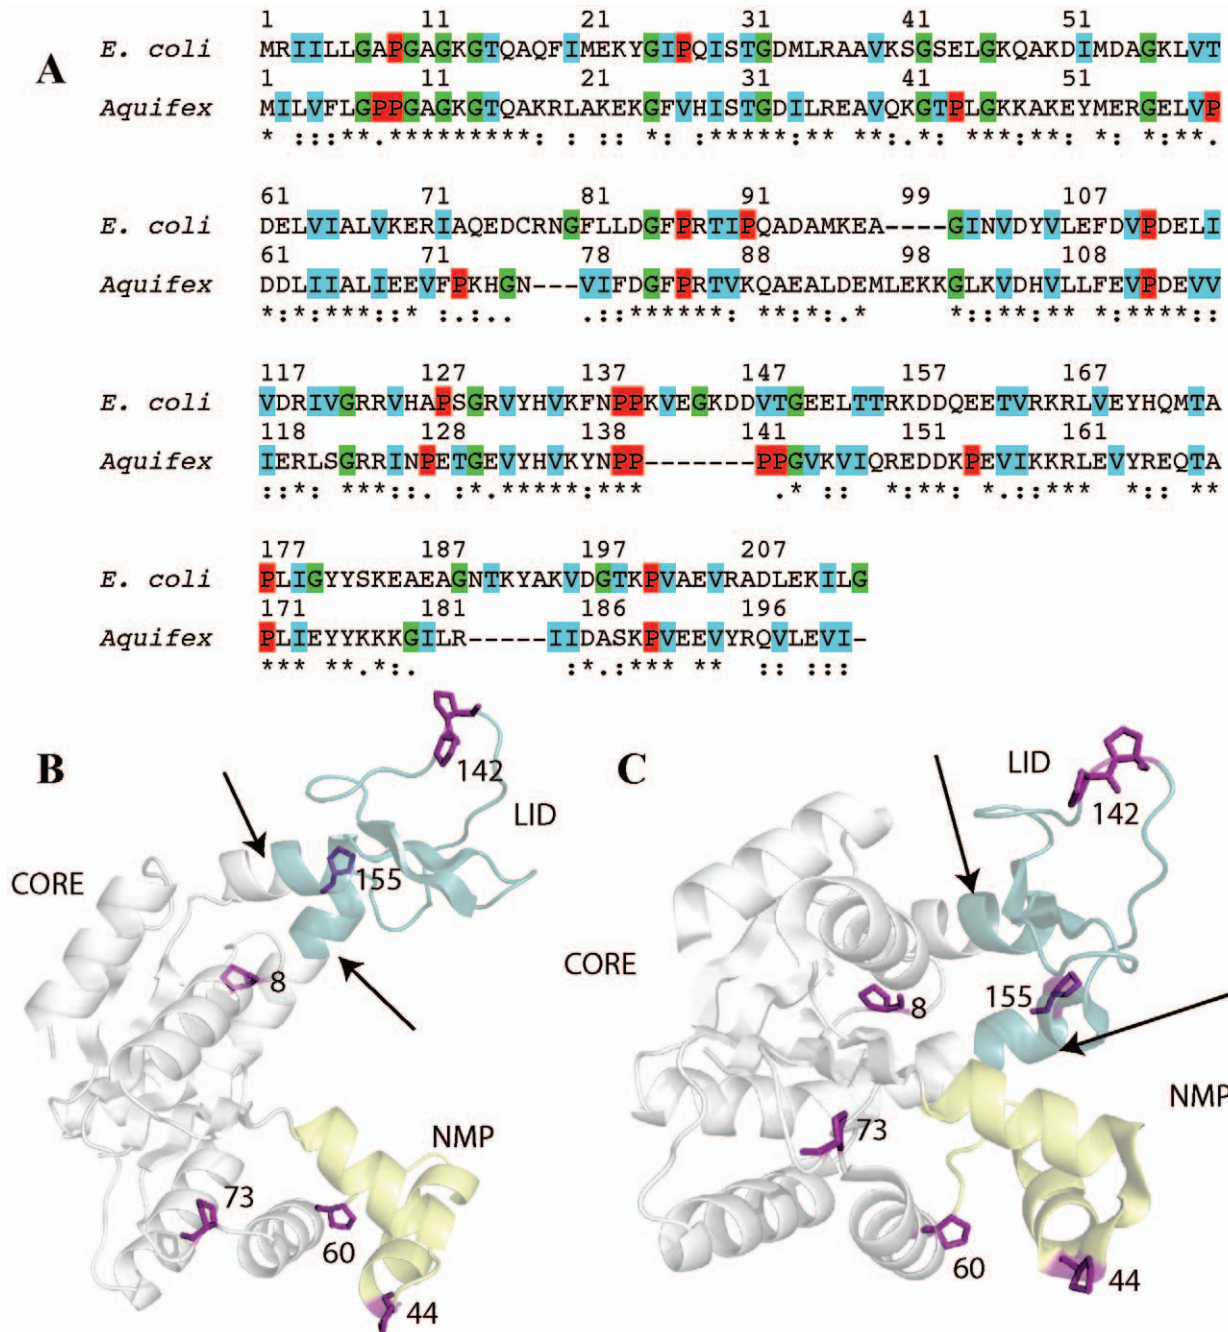 1 11 21 31 41 51
E. coli MRIILLGAPGAGKGTQAQFIMEKYGIPQISTGDMLRAAVKSGSELGKQAKDIMDAGKLVT
A
1 11 21 31 41 51
Aquifex MILVFLGPPGAGKGTQAKRLAKEKGFVHISTGDILREAVQKGTPLGKKAKEYMERGELVP
* :::**.*********: * :: * : *****:** **:.*: ***:**: *: *:** .
61 71 81 91 99 107
E. coli DELVIALVKERIAQEDCRNGFLLDGFPRTIPQADAMKEA----GINVDYVLEFDVPDELI
61 71 78 88 98 108
Aquifex DDLIIALIEEVFPKHGN---VIFDGFPRTVKQAEALDEMLEKKGLKVDHVLLFEVPDEVV
*:*:***::* :.:. .::******: **:*:.* *::**:** *:****::
117 127 137 147 157 167
E. coli VDRIVGRRVHAPSGRVYHVKFNPPKVEGKDDVTGEELTTRKDDQEETVRKRLVEYHQMTA
118 128 138 141 151 161
Aquifex IERLSGRRINPETGEVYHVKYNPP-------PPGVKVIQREDDKPEVIKKRLEVYREQTA
::*: ***::. :*.*****:*** .* :: *:**: *.::*** *:: **
177 187 197 207
E. coli PLIGYYSKEAEAGNTKYAKVDGTKPVAEVRADLEKILG
171 181 186 196
Aquifex PLIEYYKKKGILR-----IIDASKPVEEVYRQVLEVI-
*** **.*:. :*.:*** ** :: :::
B
142
LID
CORE
155
8
NMP
73
60
44
C
LID
142
CORE
8
155
NMP
73
60
44